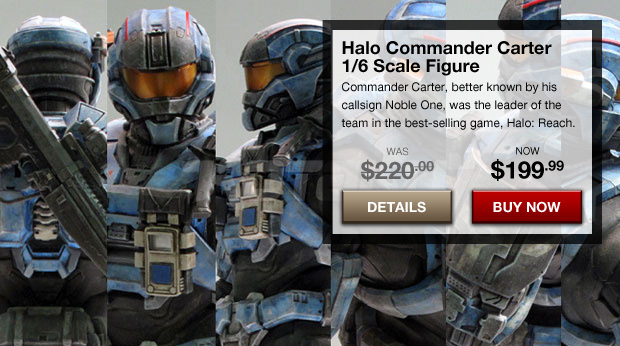 Halo Commander Carter
1/6 Scale Figure
Commander Carter, better known by his
callsign Noble One, was the leader of the
team in the best-selling game, Halo: Reach.
WAS NOW
$220.00 $199.99
DETAILS BUY NOW